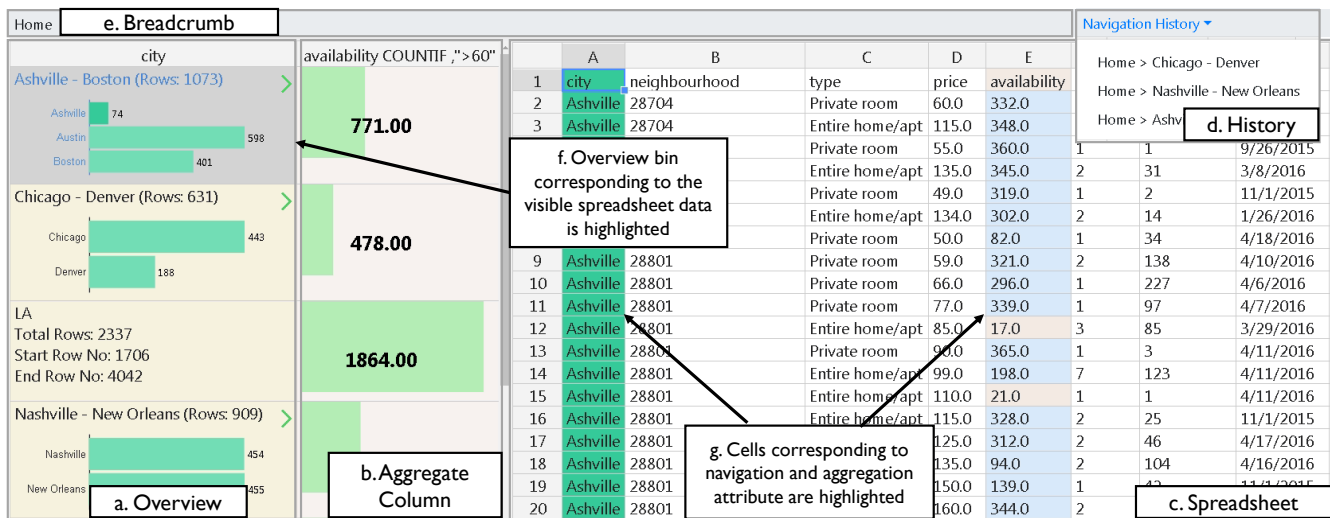 Home
e. Breadcrumb
Navigation History
Home > Chicago - Denver
Home > Nashville - New Orleans
Home > Ashv
d. History
city
Ashville - Boston (Rows: 1073)
Ashville 74
Austin 598
Boston 401
Chicago - Denver (Rows: 631)
Chicago 443
Denver 188
LA
Total Rows: 2337
Start Row No: 1706
End Row No: 4042
Nashville - New Orleans (Rows: 909)
Nashville 454
New Orleans 455
a. Overview
availability COUNTIF ,">60"
771.00
478.00
1864.00
b. Aggregate
Column
f. Overview bin
corresponding to the
visible spreadsheet data
is highlighted
A B C D E
1 city neighbourhood type price availability
2 Ashville 28704 Private room 60.0 332.0
3 Ashville 28704 Entire home/apt 115.0 348.0
Private room 55.0 360.0 1 1 9/26/2015
Entire home/apt 135.0 345.0 2 31 3/8/2016
Private room 49.0 319.0 1 2 11/1/2015
Entire home/apt 134.0 302.0 2 14 1/26/2016
Private room 50.0 82.0 1 34 4/18/2016
9 Ashville 28801 Private room 59.0 321.0 2 138 4/10/2016
10 Ashville 28801 Private room 66.0 296.0 1 227 4/6/2016
11 Ashville 28801 Private room 77.0 339.0 1 97 4/7/2016
12 Ashville 28801 Entire home/apt 85.0 17.0 3 85 3/29/2016
13 Ashville 28801 Private room 90.0 365.0 1 3 4/11/2016
14 Ashville 28801 Entire home/apt 99.0 198.0 7 123 4/11/2016
15 Ashville 28801 Entire home/apt 110.0 21.0 1 1 4/11/2016
16 Ashville 28801 Entire home/apt 115.0 328.0 2 25 11/1/2015
17 Ashville 28801 125.0 312.0 2 46 4/17/2016
18 Ashville 28801 135.0 94.0 2 104 4/16/2016
19 Ashville 28801 150.0 139.0 1
20 Ashville 28801 160.0 344.0 2
g. Cells corresponding to
navigation and aggregation
attribute are highlighted
c. Spreadsheet